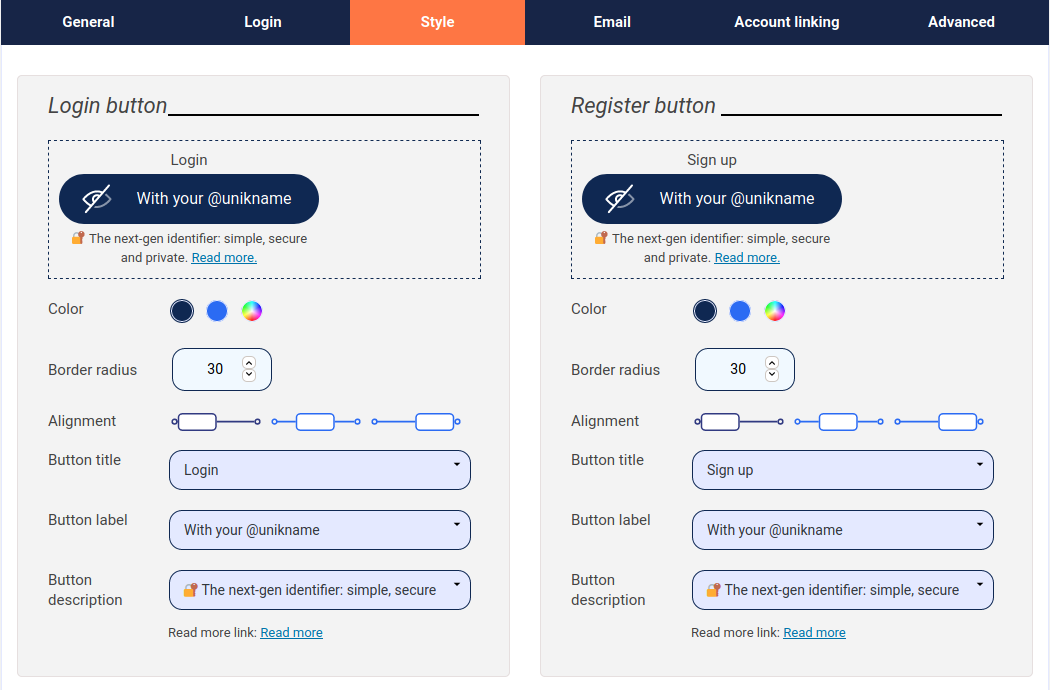 General Login Style Email Account linking Advanced
Login button
Login
With your @unikname
🔐 The next-gen identifier: simple, secure
and private. Read more.
Color
Border radius 30
Alignment
Button title Login
Button label With your @unikname
Button
description
🔐 The next-gen identifier: simple, secure
Read more link: Read more
Register button
Sign up
With your @unikname
🔐 The next-gen identifier: simple, secure
and private. Read more.
Color
Border radius 30
Alignment
Button title Sign up
Button label With your @unikname
Button
description
🔐 The next-gen identifier: simple, secure
Read more link: Read more